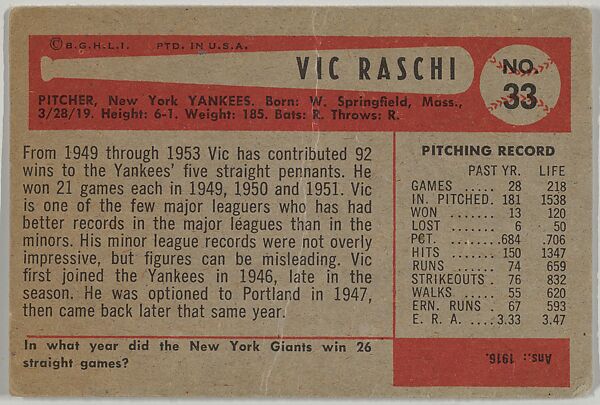 © B.G.H.L.I. PTD. IN U.S.A.
VIC RASCHI
NO.
33
PITCHER, New York YANKEES. Born: W. Springfield, Mass.,
3/28/19. Height: 6-1. Weight: 185. Bats: R. Throws: R.
From 1949 through 1953 Vic has contributed 92
wins to the Yankees' five straight pennants. He
won 21 games each in 1949, 1950 and 1951. Vic
is one of the few major leaguers who has had
better records in the major leagues than in the
minors. His minor league records were not overly
impressive, but figures can be misleading. Vic
first joined the Yankees in 1946, late in the
season. He was optioned to Portland in 1947,
then came back later that same year.
In what year did the New York Giants win 26
straight games?
PITCHING RECORD
PAST YR. LIFE
GAMES ..... 28 218
IN. PITCHED. 181 1538
WON ....... 13 120
LOST ....... 6 50
PCT. ....... .684 .706
HITS ....... 150 1347
RUNS ...... 74 659
STRIKEOUTS . 76 832
WALKS ..... 55 620
ERN. RUNS . 67 593
E. R. A. .... 3.33 3.47
Ans.: 1916.